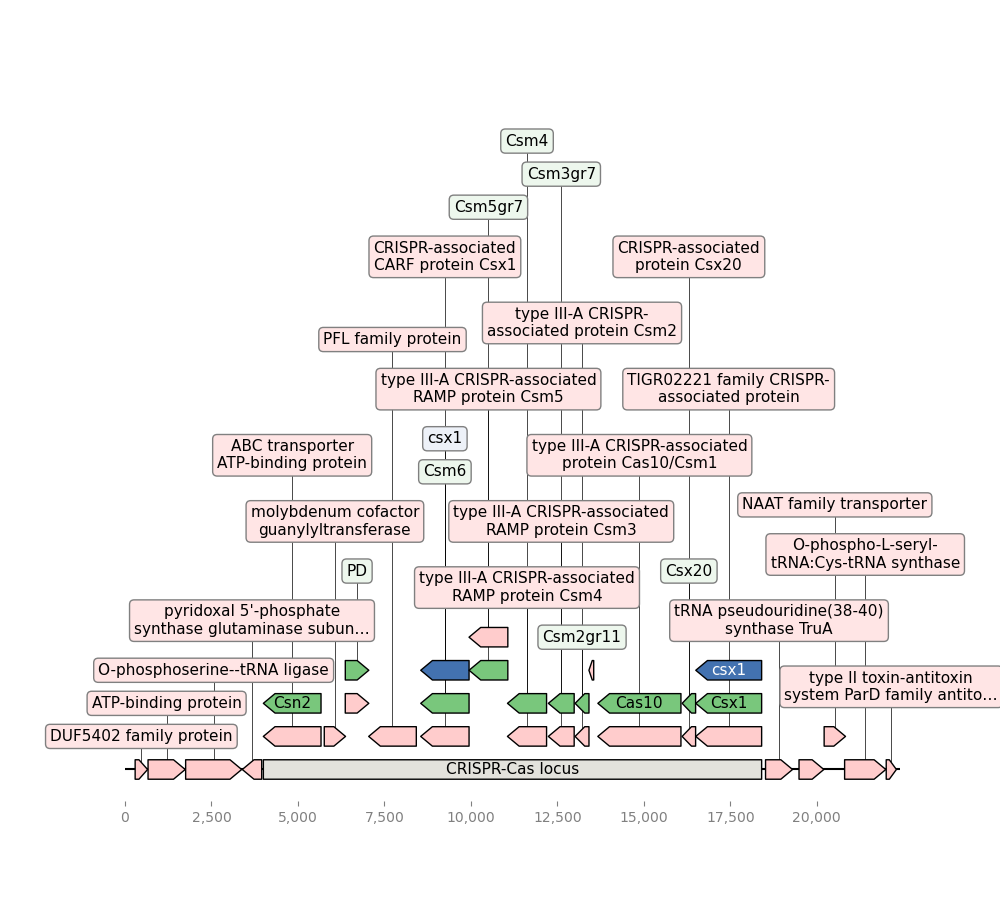 Csm4
Csm3gr7
Csm5gr7
CRISPR-associated
CARF protein Csx1
CRISPR-associated
protein Csx20
type III-A CRISPR-
associated protein Csm2
PFL family protein
type III-A CRISPR-associated
RAMP protein Csm5
TIGR02221 family CRISPR-
associated protein
csx1
ABC transporter
ATP-binding protein
type III-A CRISPR-associated
protein Cas10/Csm1
Csm6
NAAT family transporter
molybdenum cofactor
guanylyltransferase
type III-A CRISPR-associated
RAMP protein Csm3
O-phospho-L-seryl-
tRNA:Cys-tRNA synthase
PD
Csx20
type III-A CRISPR-associated
RAMP protein Csm4
pyridoxal 5'-phosphate
synthase glutaminase subun...
tRNA pseudouridine(38-40)
synthase TruA
Csm2gr11
O-phosphoserine--tRNA ligase
csx1
type II toxin-antitoxin
system ParD family antito...
ATP-binding protein
Csn2
Cas10
Csx1
DUF5402 family protein
CRISPR-Cas locus
0
2,500
5,000
7,500
10,000
12,500
15,000
17,500
20,000